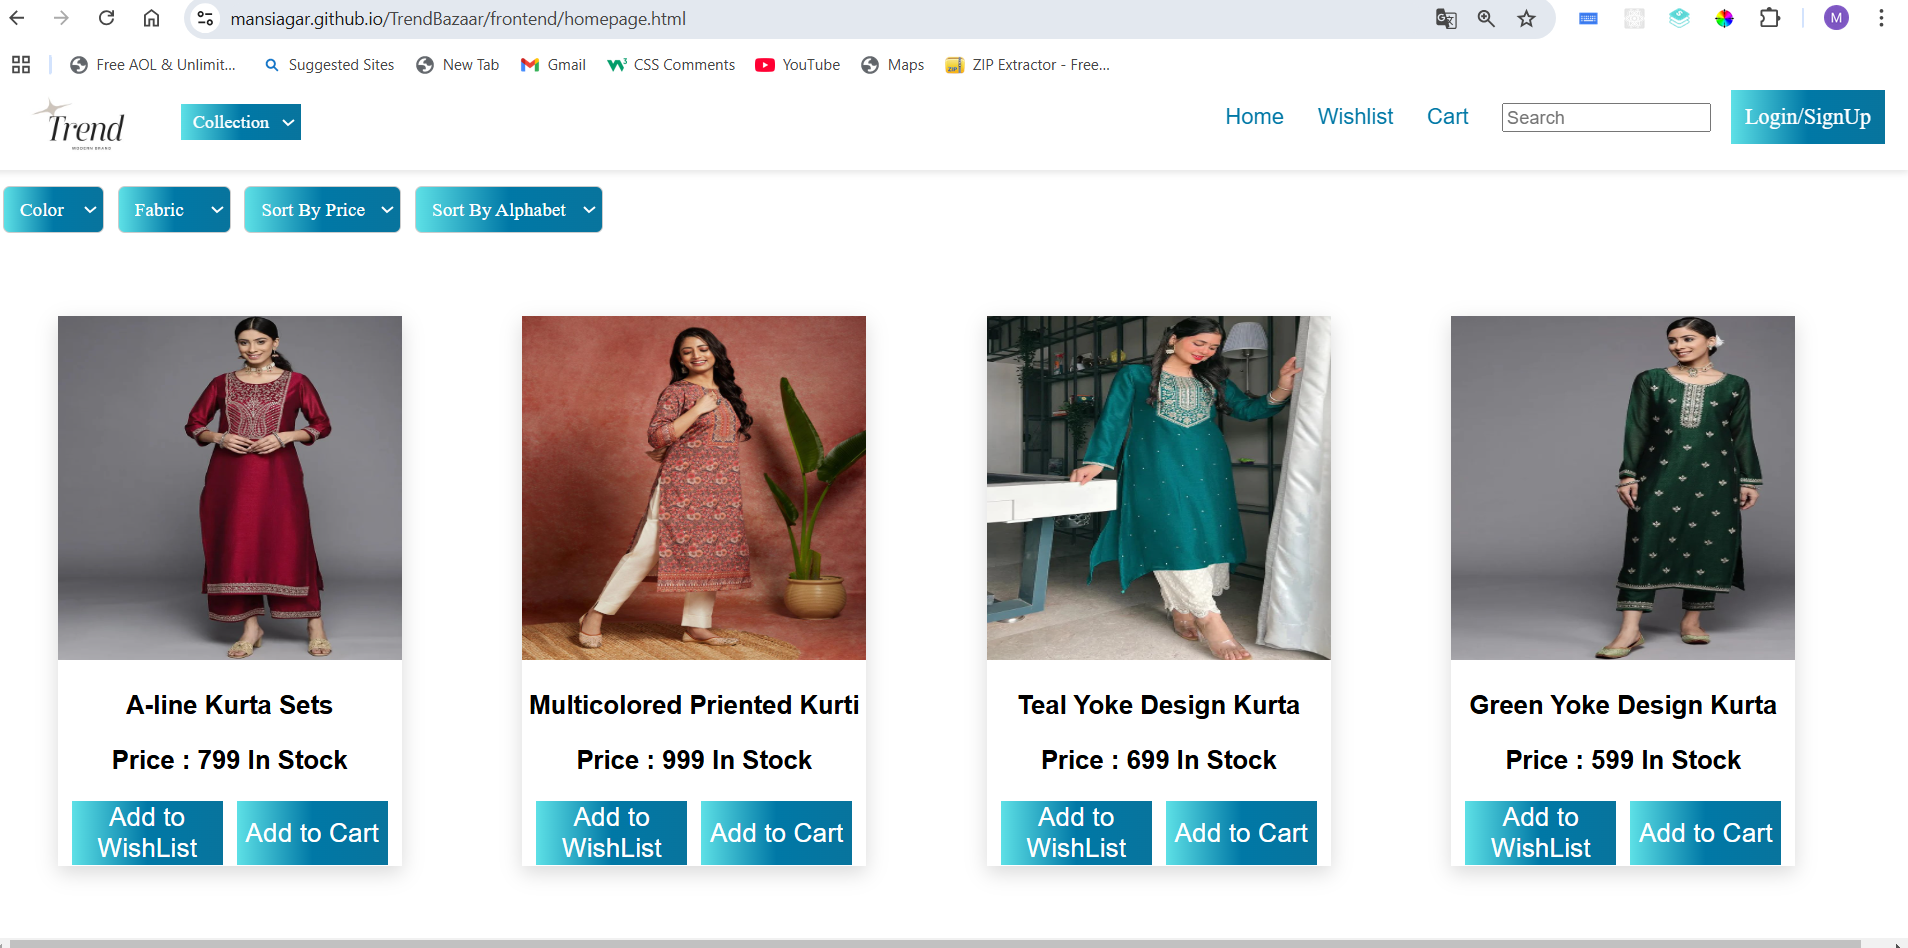 mansiagar.github.io/TrendBazaar/frontend/homepage.html
M
Free AOL & Unlimit...
Suggested Sites
New Tab
Gmail
CSS Comments
YouTube
Maps
ZIP Extractor - Free...
Trend
MODERN BRAND
Collection
Home
Wishlist
Cart
Search
Login/SignUp
Color
Fabric
Sort By Price
Sort By Alphabet
A-line Kurta Sets
Price : 799 In Stock
Add to
WishList
Add to Cart
Multicolored Priented Kurti
Price : 999 In Stock
Add to
WishList
Add to Cart
Teal Yoke Design Kurta
Price : 699 In Stock
Add to
WishList
Add to Cart
Green Yoke Design Kurta
Price : 599 In Stock
Add to
WishList
Add to Cart